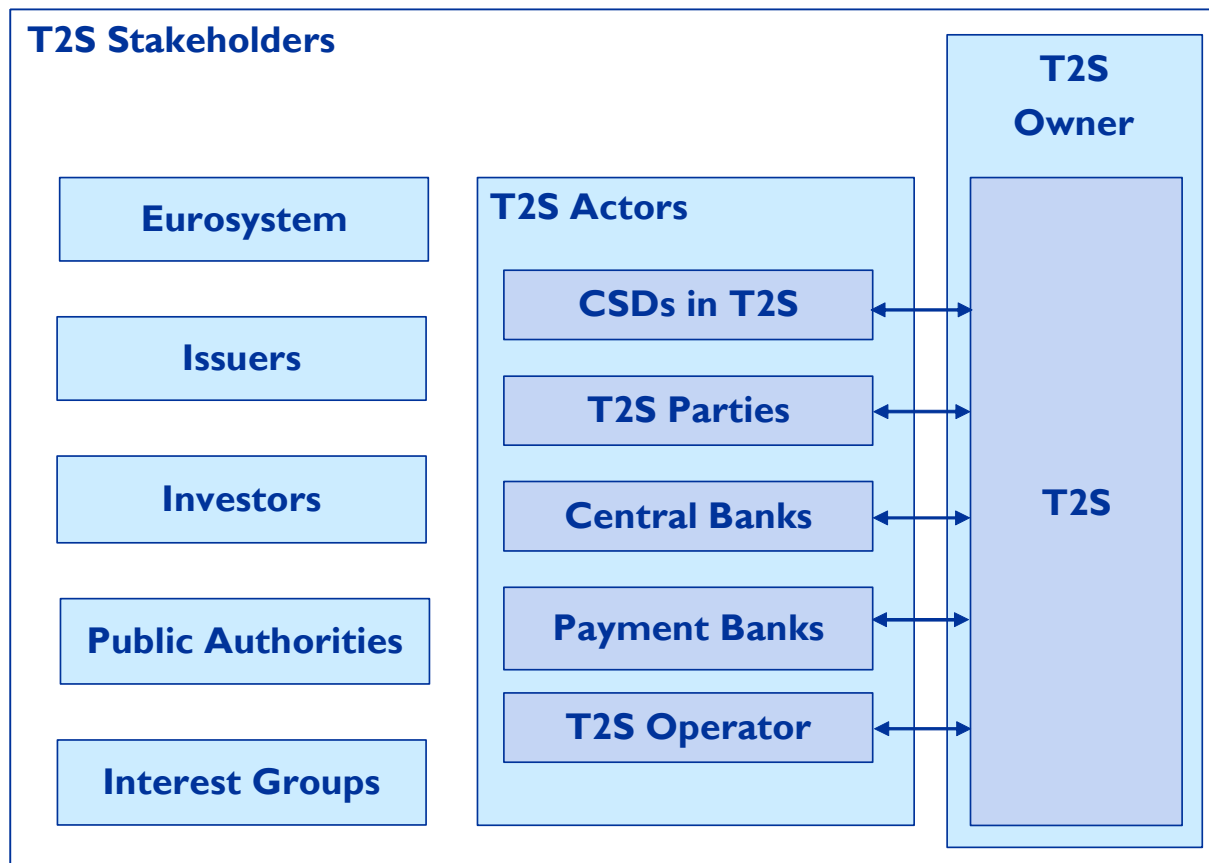 T2S Stakeholders
T2S
Owner
Eurosystem
Issuers
Investors
Public Authorities
Interest Groups
T2S Actors
CSDs in T2S
T2S Parties
Central Banks
Payment Banks
T2S Operator
T2S